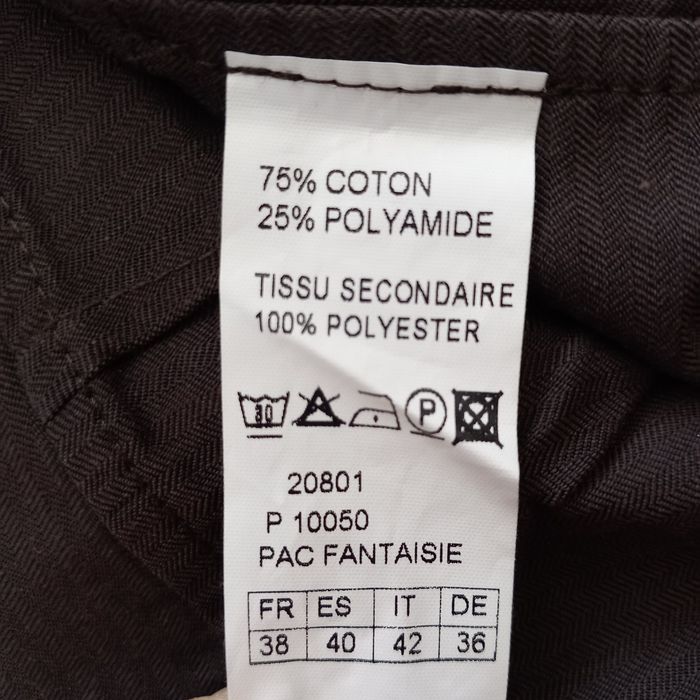 75% COTON
25% POLYAMIDE
TISSU SECONDAIRE
100% POLYESTER
30 P
20801
P 10050
PAC FANTAISIE
FR ES IT DE
38 40 42 36